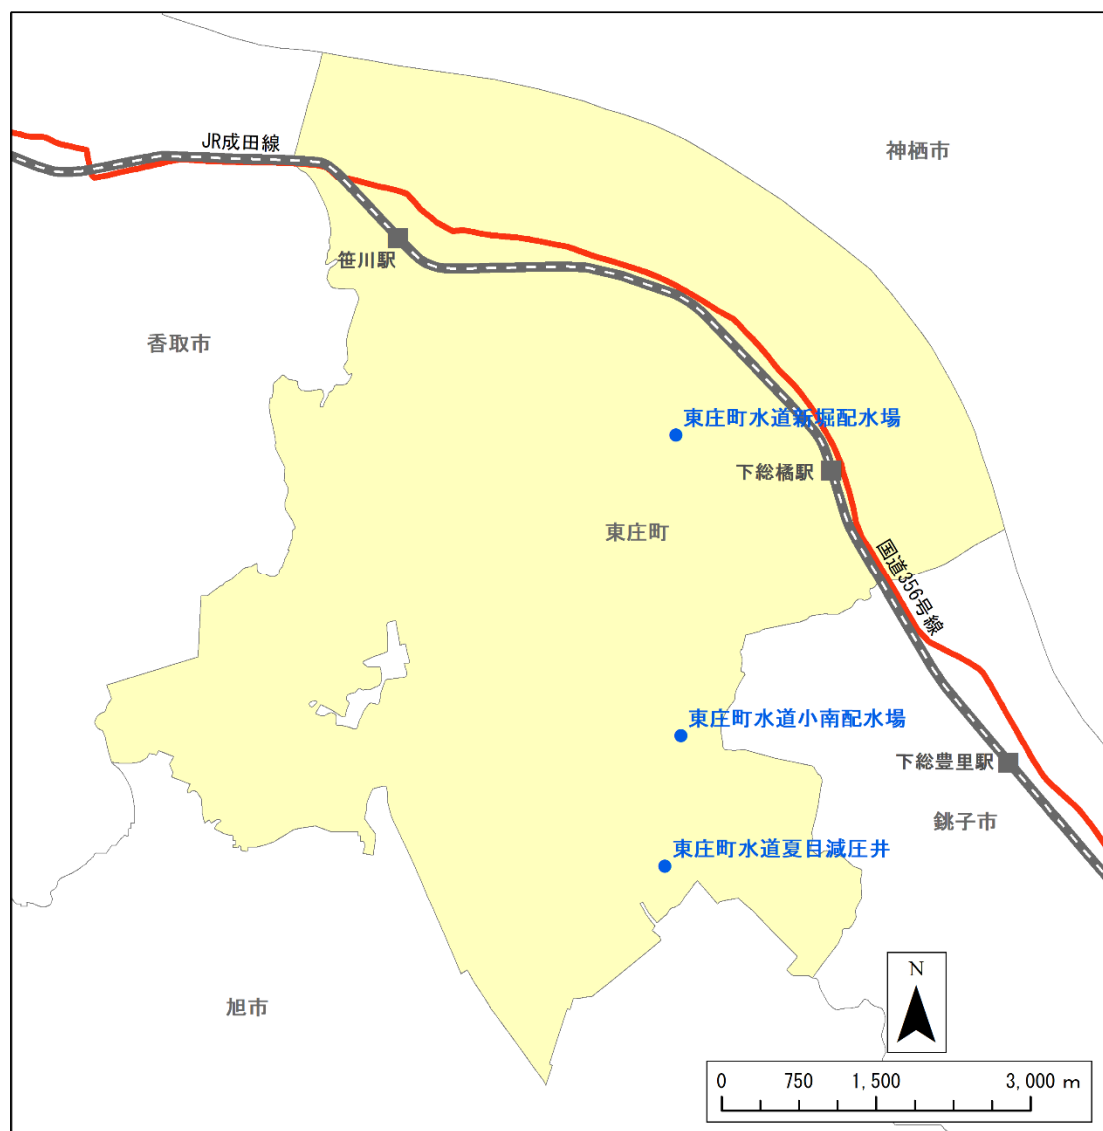 JR成田線
神栖市
笹川駅
香取市
東庄町水道新堀配水場
下総橘駅
東庄町
国道356号線
東庄町水道小南配水場
下総豊里駅
銚子市
東庄町水道夏目減圧井
N
旭市
0 750 1,500 3,000 m